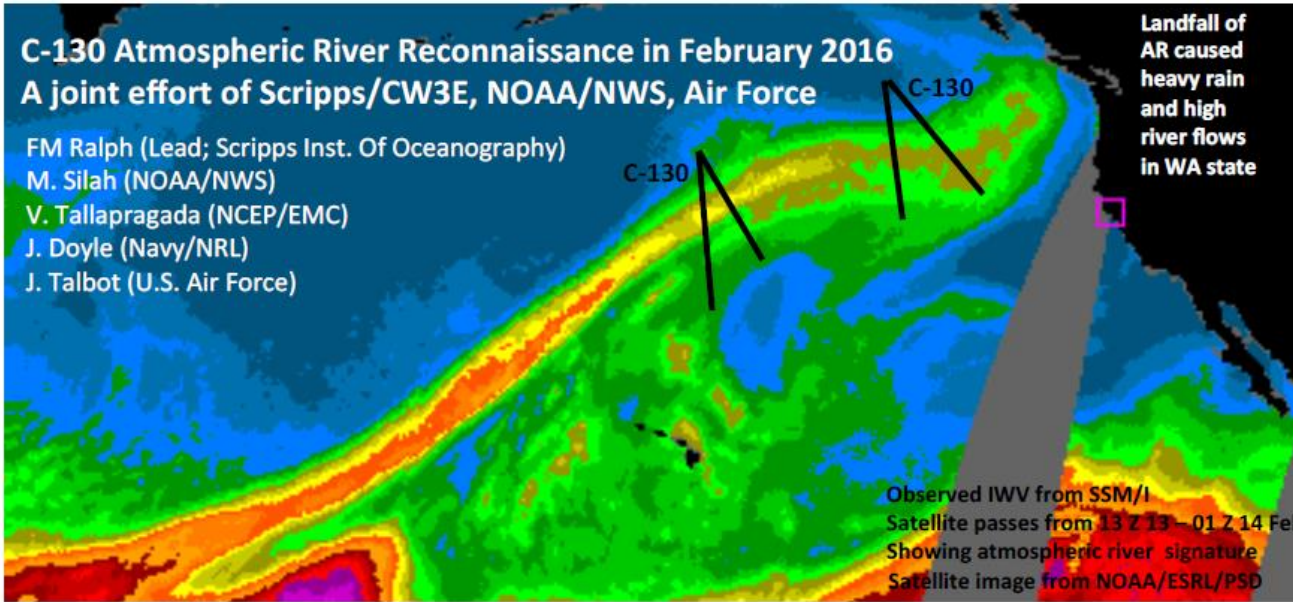 C-130 Atmospheric River Reconnaissance in February 2016
A joint effort of Scripps/CW3E, NOAA/NWS, Air Force
FM Ralph (Lead; Scripps Inst. Of Oceanography)
M. Silah (NOAA/NWS)
V. Tallapragada (NCEP/EMC)
J. Doyle (Navy/NRL)
J. Talbot (U.S. Air Force)
C-130
C-130
Landfall of
AR caused
heavy rain
and high
river flows
in WA state
Observed IWV from SSM/I
Satellite passes from 13 Z 13 – 01 Z 14 Fe
Showing atmospheric river signature
Satellite image from NOAA/ESRL/PSD